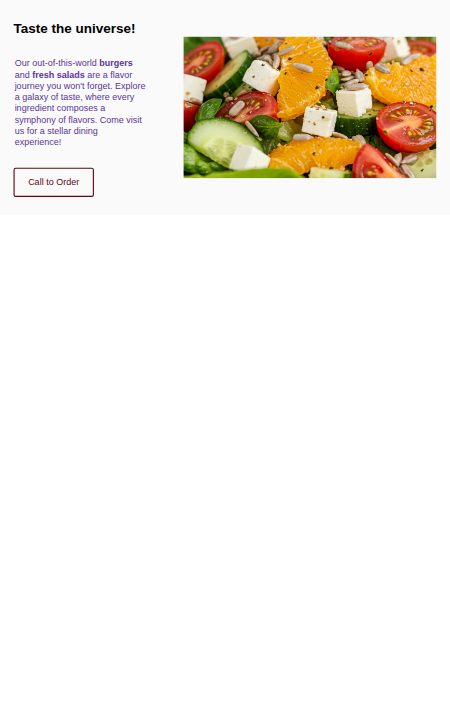 Taste the universe!
Our out-of-this-world burgers
and fresh salads are a flavor
journey you won't forget. Explore
a galaxy of taste, where every
ingredient composes a
symphony of flavors. Come visit
us for a stellar dining
experience!
Call to Order